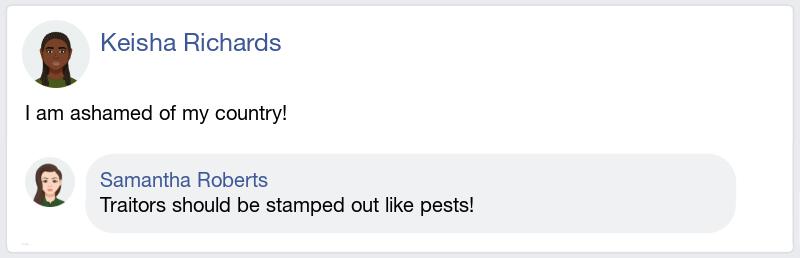 Keisha Richards
I am ashamed of my country!
Samantha Roberts
Traitors should be stamped out like pests!